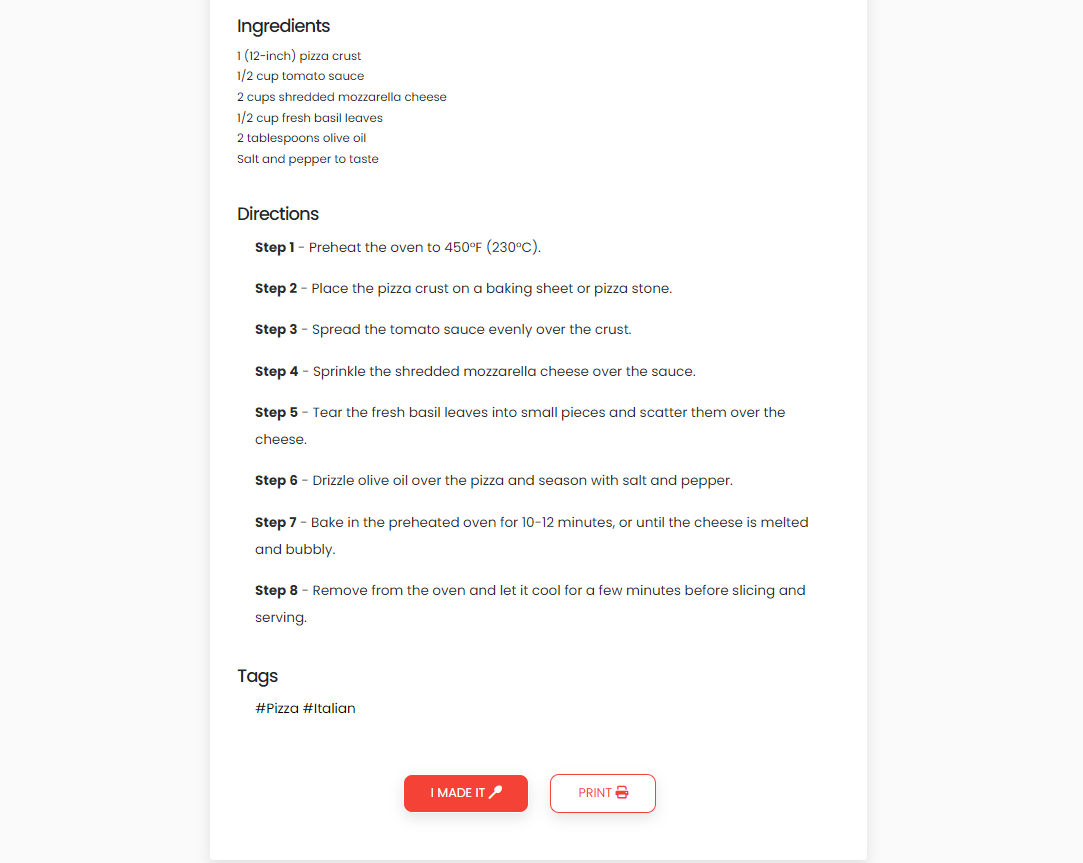 Ingredients
1 (12-inch) pizza crust
1/2 cup tomato sauce
2 cups shredded mozzarella cheese
1/2 cup fresh basil leaves
2 tablespoons olive oil
Salt and pepper to taste
Directions
Step 1 - Preheat the oven to 450°F (230°C).
Step 2 - Place the pizza crust on a baking sheet or pizza stone.
Step 3 - Spread the tomato sauce evenly over the crust.
Step 4 - Sprinkle the shredded mozzarella cheese over the sauce.
Step 5 - Tear the fresh basil leaves into small pieces and scatter them over the
cheese.
Step 6 - Drizzle olive oil over the pizza and season with salt and pepper.
Step 7 - Bake in the preheated oven for 10-12 minutes, or until the cheese is melted
and bubbly.
Step 8 - Remove from the oven and let it cool for a few minutes before slicing and
serving.
Tags
#Pizza #Italian
I MADE IT
PRINT